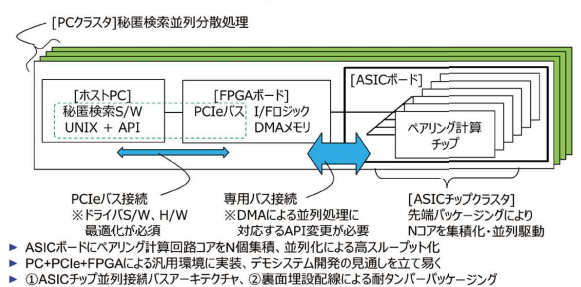 [PCクラスタ]秘匿検索並列分散処理
[ホストPC]
秘匿検索S/W
UNIX + API
[FPGAボード]
PCIeバス I/Fロジック
DMAメモリ
[ASICボード]
ペアリング計算
チップ
PCIeバス接続
※ドライバS/W、H/W
最適化が必須
専用バス接続
※DMAによる並列処理に
対応するAPI変更が必要
[ASICチップクラスタ]
先端パッケージングにより
Nコアを集積化・並列駆動
▶ ASICボードにペアリング計算回路コアをN個集積、並列化による高スループット化
▶ PC+PCIe+FPGAによる汎用環境に実装、デモシステム開発の見通しを立て易く
▶ ①ASICチップ並列接続バスアーキテクチャ、②裏面埋設配線による耐タンパーパッケージング